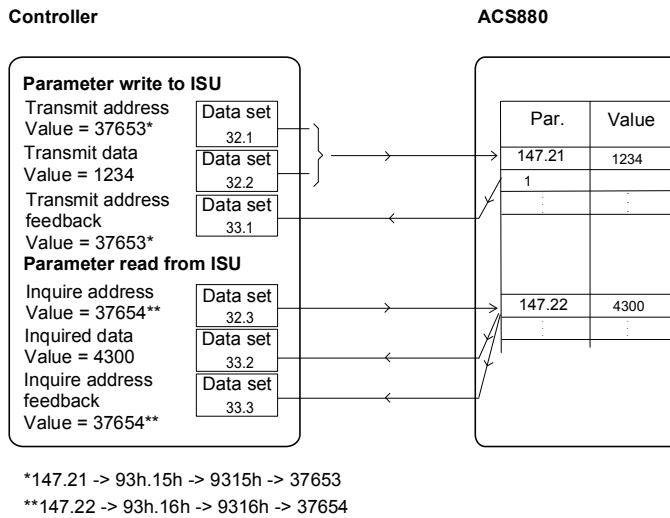 Controller
ACS880
Parameter write to ISU
Transmit address
Value = 37653*
Data set
32.1
Transmit data
Value = 1234
Data set
32.2
Transmit address
feedback
Value = 37653*
Data set
33.1
Parameter read from ISU
Inquire address
Value = 37654**
Data set
32.3
Inquired data
Value = 4300
Data set
33.2
Inquire address
feedback
Value = 37654**
Data set
33.3
Par. Value
147.21 1234
1
147.22 4300
*147.21 -> 93h.15h -> 9315h -> 37653
**147.22 -> 93h.16h -> 9316h -> 37654